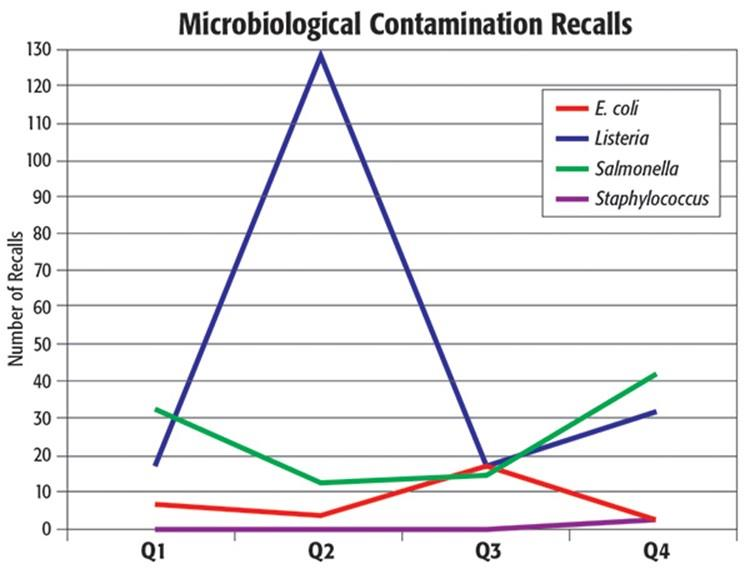 Microbiological Contamination Recalls
Number of Recalls
130
120
110
100
90
80
70
60
50
40
30
20
10
0
E. coli
Listeria
Salmonella
Staphylococcus
Q1 Q2 Q3 Q4